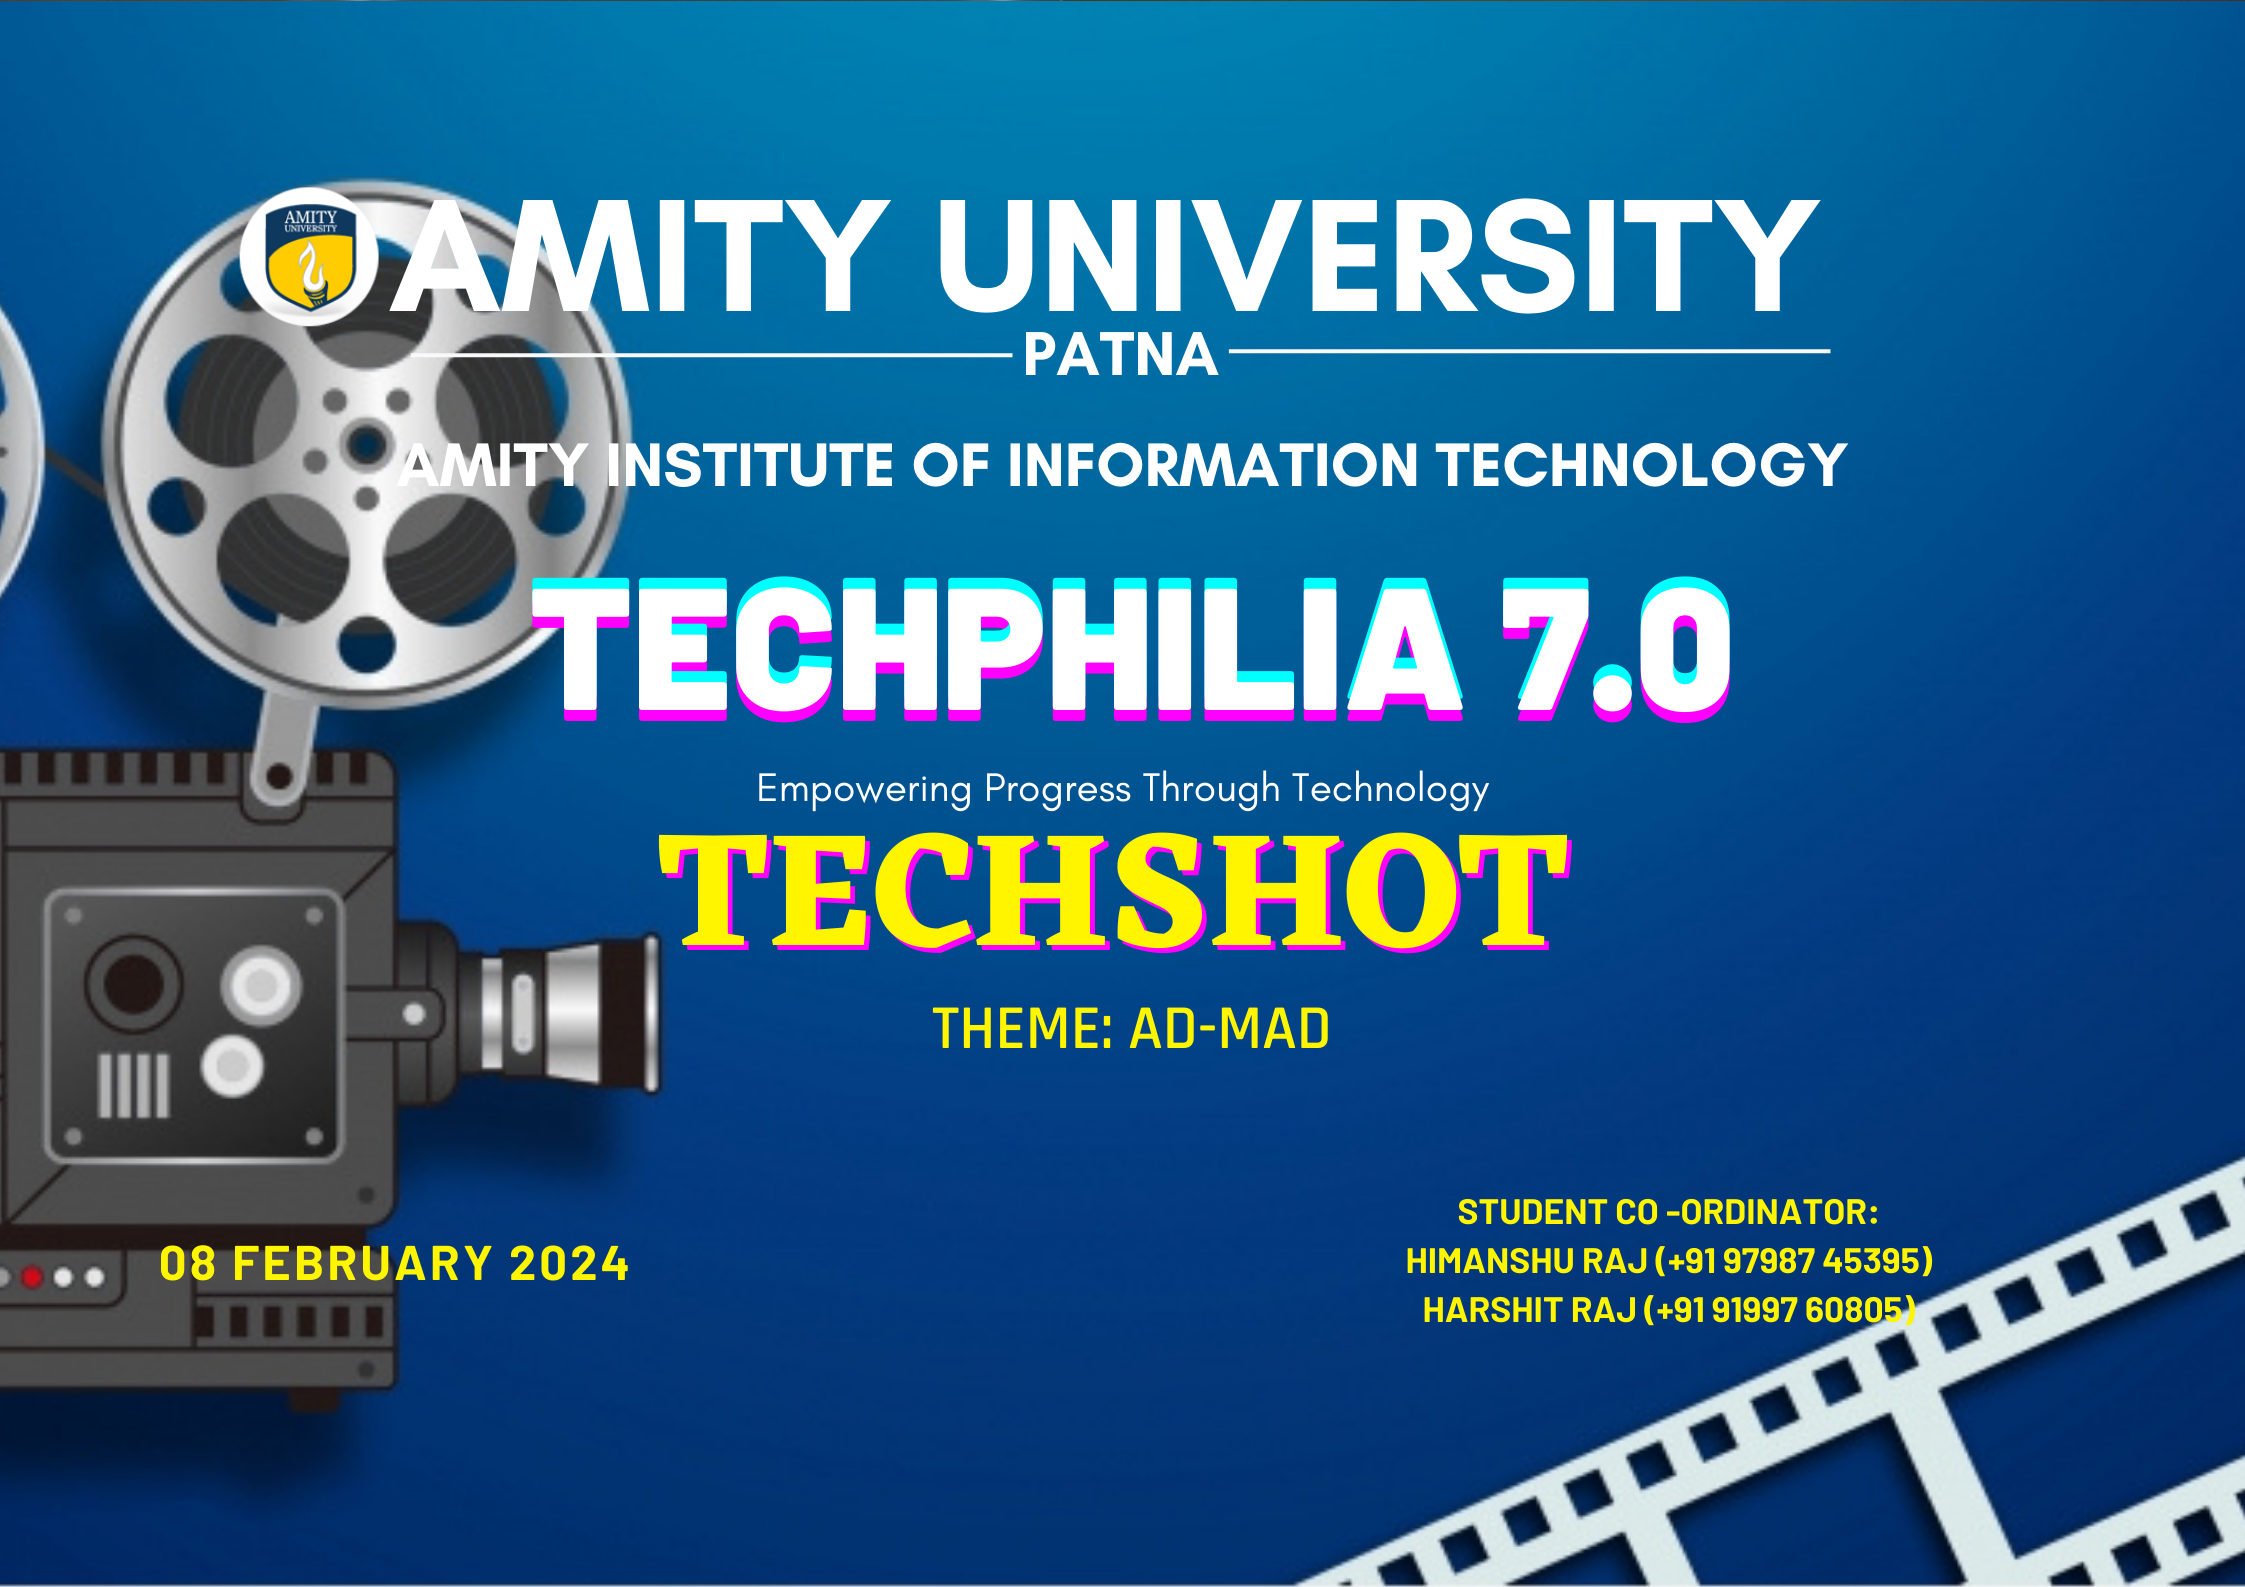 AMITY
UNIVERSITY
AMITY UNIVERSITY
PATNA
AMITY INSTITUTE OF INFORMATION TECHNOLOGY
TECHPHILIA 7.0
Empowering Progress Through Technology
TECHSHOT
THEME: AD-MAD
08 FEBRUARY 2024
STUDENT CO -ORDINATOR:
HIMANSHU RAJ (+91 97987 45395)
HARSHIT RAJ (+91 91997 60805)